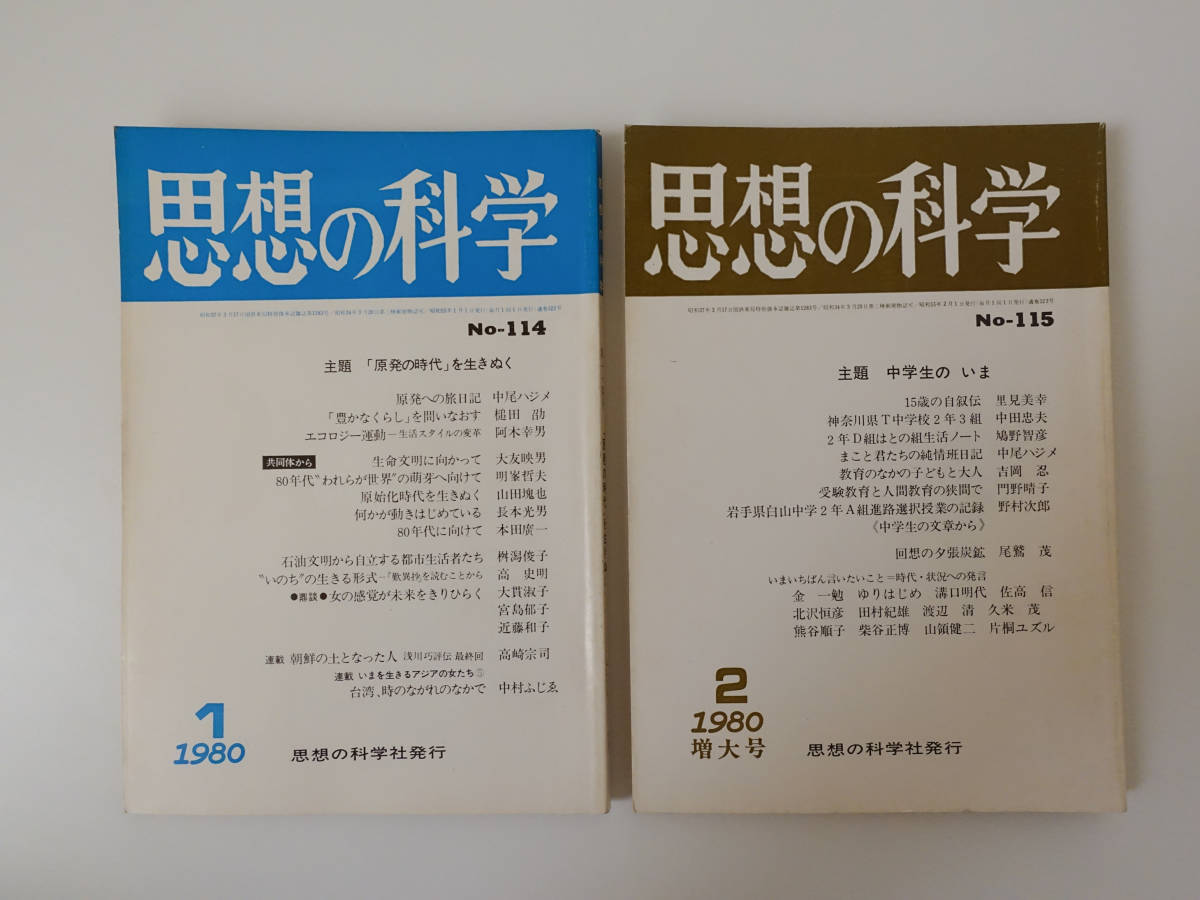 思想の科学
No-114
主題 「原発の時代」を生きぬく
原発への旅日記 中尾ハジメ
「豊かなくらし」を問いなおす 槌田 劭
エコロジー運動―生活スタイルの変革 阿木幸男
共同体から 生命文明に向かって 大友映男
80年代〝われらが世界〟の萌芽へ向けて 明峯哲夫
原始化時代を生きぬく 山田塊也
何かが動きはじめている 長本光男
80年代に向けて 本田廣一
石油文明から自立する都市生活者たち 桝潟俊子
〝いのち〟の生きる形式―『歎異抄』を読むことから 高 史明
●鼎談●女の感覚が未来をきりひらく 大貫淑子
宮島郁子
近藤和子
連載 朝鮮の土となった人 浅川巧評伝 最終回 高崎宗司
連載 いまを生きるアジアの女たち⑤
台湾、時のながれのなかで 中村ふじゑ
1
1980
思想の科学社発行
思想の科学
No-115
主題 中学生の いま
15歳の自叙伝 里見美幸
神奈川県T中学校2年3組 中田忠夫
2年D組はとの組生活ノート 鳩野智彦
まこと君たちの純情班日記 中尾ハジメ
教育のなかの子どもと大人 吉岡 忍
受験教育と人間教育の狭間で 門野晴子
岩手県白山中学2年A組進路選択授業の記録 野村次郎
《中学生の文章から》
回想の夕張炭鉱 尾鷲 茂
いまいちばん言いたいこと＝時代・状況への発言
金 一勉 ゆりはじめ 溝口明代 佐高 信
北沢恒彦 田村紀雄 渡辺 清 久米 茂
熊谷順子 柴谷正博 山領健二 片桐ユズル
2
1980
増大号
思想の科学社発行